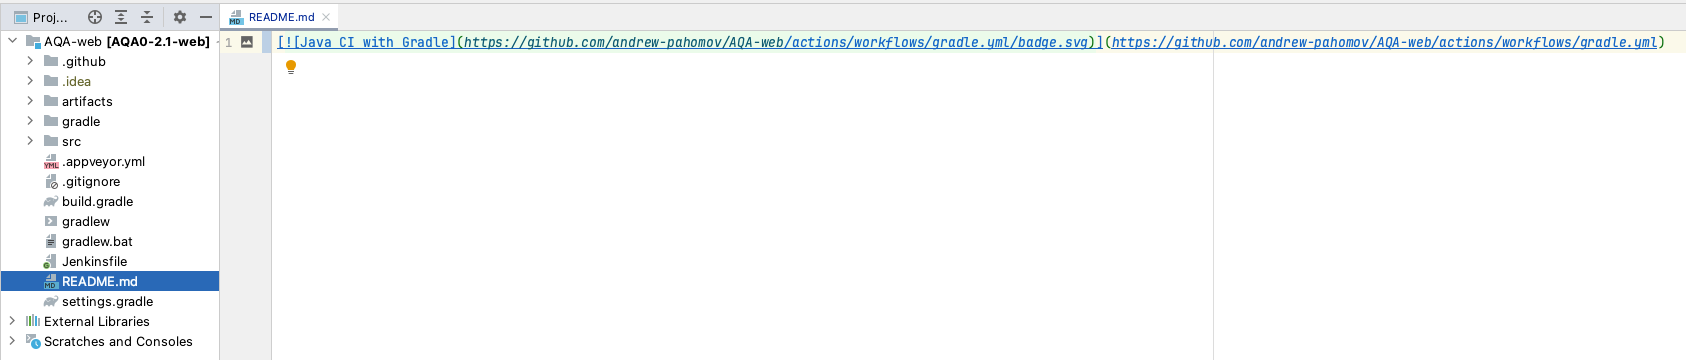 Proj...
README.md
AQA-web [AQA0-2.1-web]
1 [![Java CI with Gradle](https://github.com/andrew-pahomov/AQA-web/actions/workflows/gradle.yml/badge.svg)](https://github.com/andrew-pahomov/AQA-web/actions/workflows/gradle.yml)
.github
.idea
artifacts
gradle
src
.appveyor.yml
.gitignore
build.gradle
gradlew
gradlew.bat
Jenkinsfile
README.md
settings.gradle
External Libraries
Scratches and Consoles